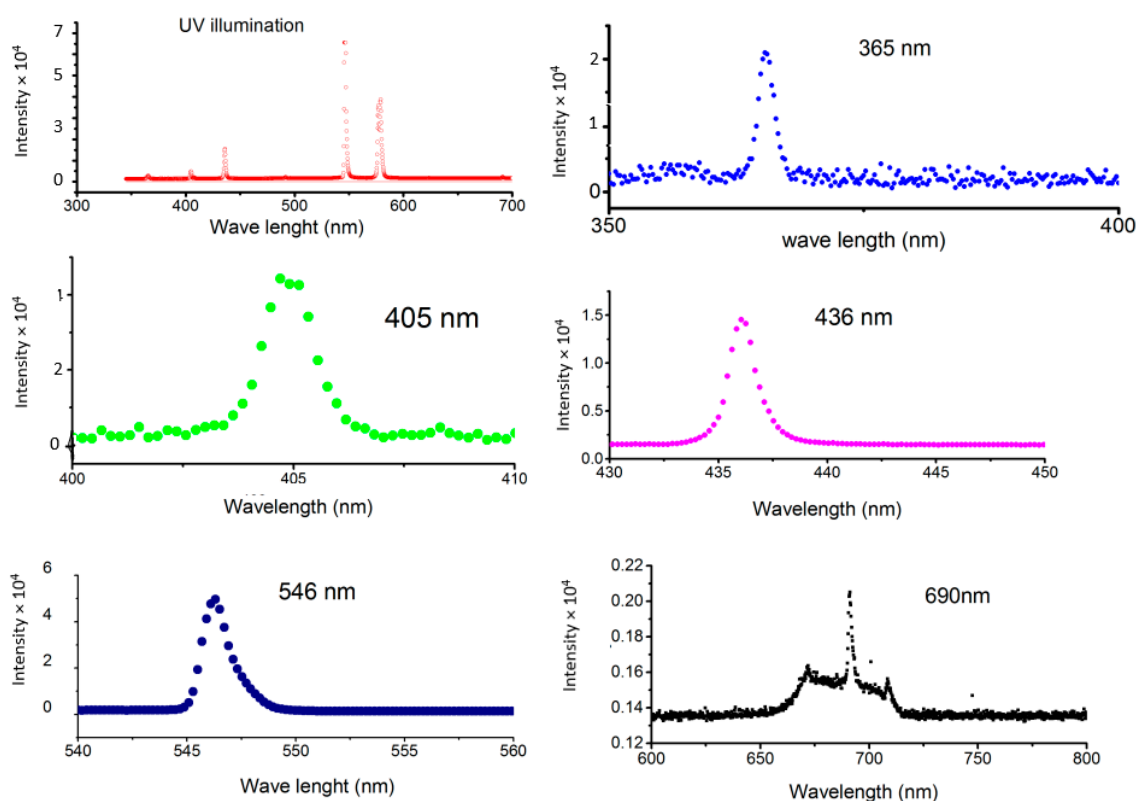 UV illumination
Intensity × 10⁴
7
5
3
1
0
300 400 500 600 700
Wave lenght (nm)
365 nm
Intensity × 10⁴
2
1
0
350 400
wave length (nm)
405 nm
Intensity × 10⁴
2
0
400 405 410
Wavelength (nm)
436 nm
Intensity × 10⁴
1.5
1.0
0.5
0.0
430 435 440 445 450
Wavelength (nm)
546 nm
Intensity × 10⁴
6
4
2
0
540 545 550 555 560
Wave lenght (nm)
690nm
Intensity × 10⁴
0.22
0.20
0.18
0.16
0.14
0.12
600 650 700 750 800
Wavelength (nm)